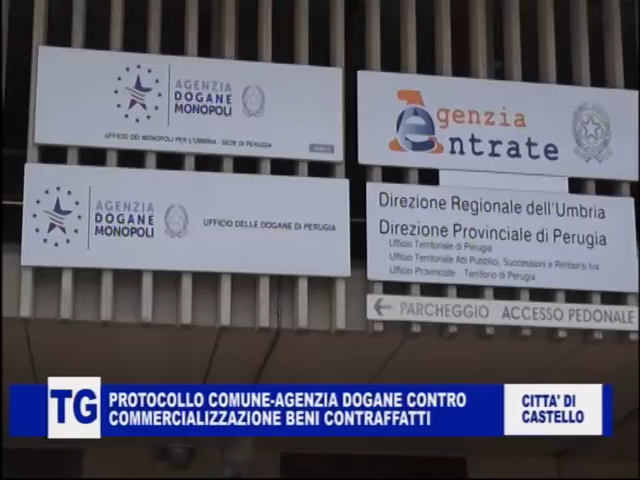 AGENZIA
DOGANE
MONOPOLI
UFFICIO DEI MONOPOLI PER L'UMBRIA - SEDE DI PERUGIA
AGENZIA
DOGANE
MONOPOLI
UFFICIO DELLE DOGANE DI PERUGIA
agenzia
entrate
Direzione Regionale dell'Umbria
Direzione Provinciale di Perugia
Ufficio Territoriale di Perugia
Ufficio Territoriale Atti Pubblici, Successioni e Rimborsi Iva
Ufficio Provinciale Territorio di Perugia
← PARCHEGGIO ACCESSO PEDONALE
TG
PROTOCOLLO COMUNE-AGENZIA DOGANE CONTRO
COMMERCIALIZZAZIONE BENI CONTRAFFATTI
CITTA' DI
CASTELLO